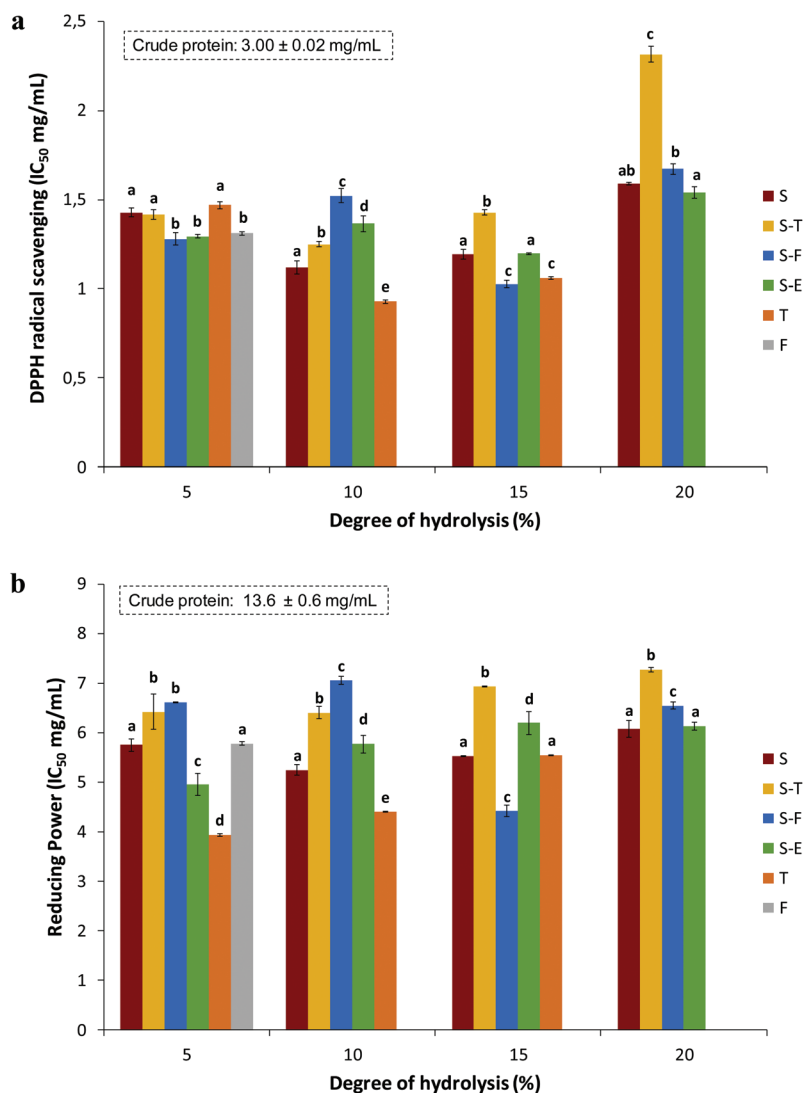 a
Crude protein: 3.00 ± 0.02 mg/mL
DPPH radical scavenging (IC50 mg/mL)
2,5
2
1,5
1
0,5
0
a a b b a b
a b c d e
a b c a c
ab c b a
5 10 15 20
Degree of hydrolysis (%)
S
S-T
S-F
S-E
T
F
b
Crude protein: 13.6 ± 0.6 mg/mL
Reducing Power (IC50 mg/mL)
9
8
7
6
5
4
3
2
1
0
a b b c d a
a b c d e
a b c d a
a b c a
5 10 15 20
Degree of hydrolysis (%)
S
S-T
S-F
S-E
T
F